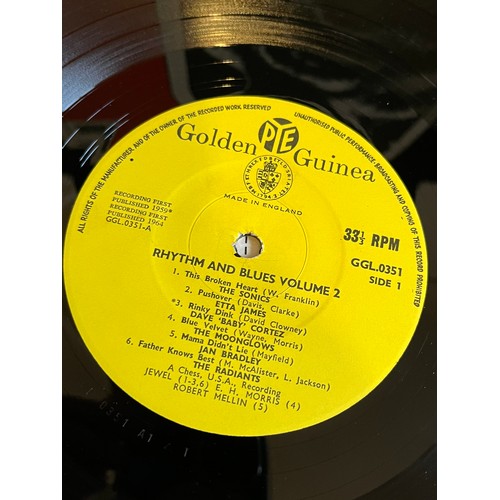 ALL RIGHTS OF THE MANUFACTURER, AND OF THE OWNER OF THE RECORDED WORK RESERVED
UNAUTHORISED PUBLIC PERFORMANCE, BROADCASTING AND COPYING OF THIS RECORD PROHIBITED
PYE
Golden Guinea
MADE IN ENGLAND
RECORDING FIRST
PUBLISHED 1959*
RECORDING FIRST
PUBLISHED 1964
GGL.0351-A
33⅓ RPM
GGL.0351
SIDE 1
RHYTHM AND BLUES VOLUME 2
1. This Broken Heart (W. Franklin)
THE SONICS
2. Pushover (Davis, Clarke)
ETTA JAMES
*3. Rinky Dink (David Clowney)
DAVE 'BABY' CORTEZ
4. Blue Velvet (Wayne, Morris)
THE MOONGLOWS
5. Mama Didn't Lie (Mayfield)
JAN BRADLEY
6. Father Knows Best (M. McAlister, L. Jackson)
THE RADIANTS
A Chess, U.S.A., Recording
JEWEL (1-3,6) E. H. MORRIS (4)
ROBERT MELLIN (5)